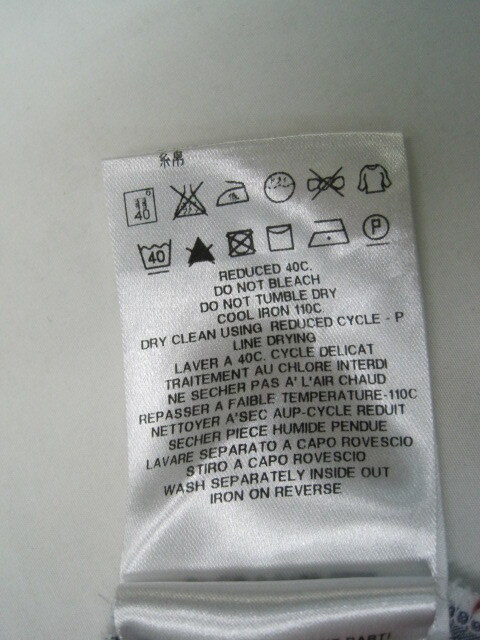 綿
40
40
P
REDUCED 40C.
DO NOT BLEACH
DO NOT TUMBLE DRY
COOL IRON 110C.
DRY CLEAN USING REDUCED CYCLE - P
LINE DRYING
LAVER A 40C. CYCLE DELICAT
TRAITEMENT AU CHLORE INTERDI
NE SECHER PAS A' L'AIR CHAUD
REPASSER A FAIBLE TEMPERATURE-110C
NETTOYER A'SEC AUP-CYCLE REDUIT
SECHER PIECE HUMIDE PENDUE
LAVARE SEPARATO A CAPO ROVESCIO
STIRO A CAPO ROVESCIO
WASH SEPARATELY INSIDE OUT
IRON ON REVERSE